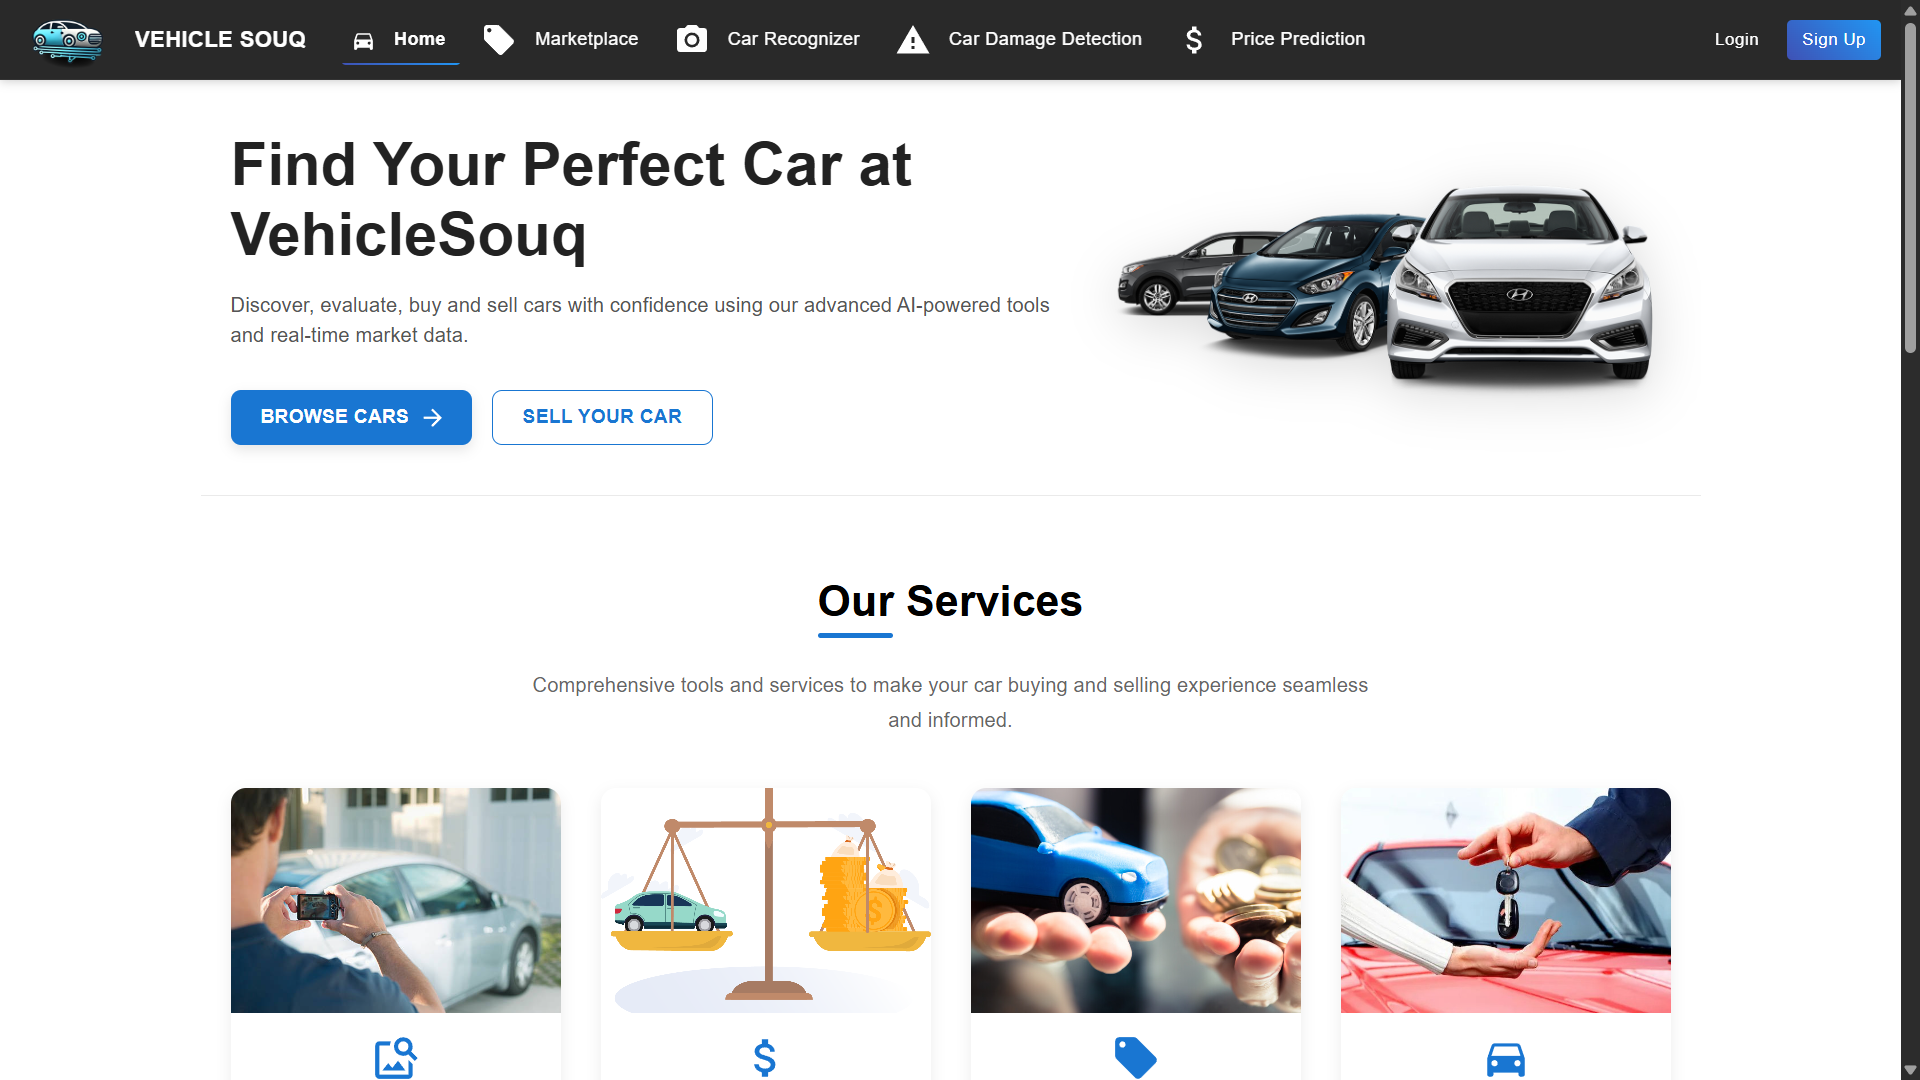 VEHICLE SOUQ
Home
Marketplace
Car Recognizer
Car Damage Detection
Price Prediction
Login
Sign Up
Find Your Perfect Car at
VehicleSouq
Discover, evaluate, buy and sell cars with confidence using our advanced AI-powered tools
and real-time market data.
BROWSE CARS
SELL YOUR CAR
Our Services
Comprehensive tools and services to make your car buying and selling experience seamless
and informed.